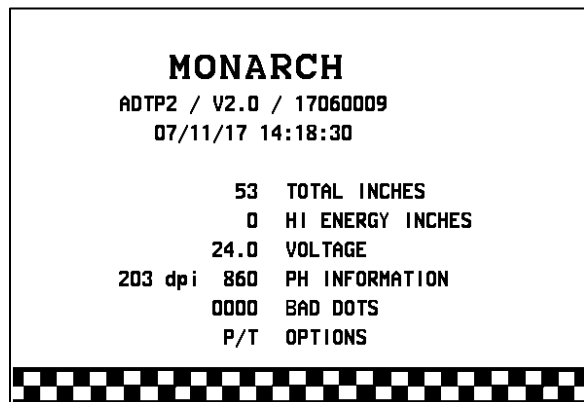 MONARCH
ADTP2 / V2.0 / 17060009
07/11/17 14:18:30
53 TOTAL INCHES
0 HI ENERGY INCHES
24.0 VOLTAGE
203 dpi 860 PH INFORMATION
0000 BAD DOTS
P/T OPTIONS